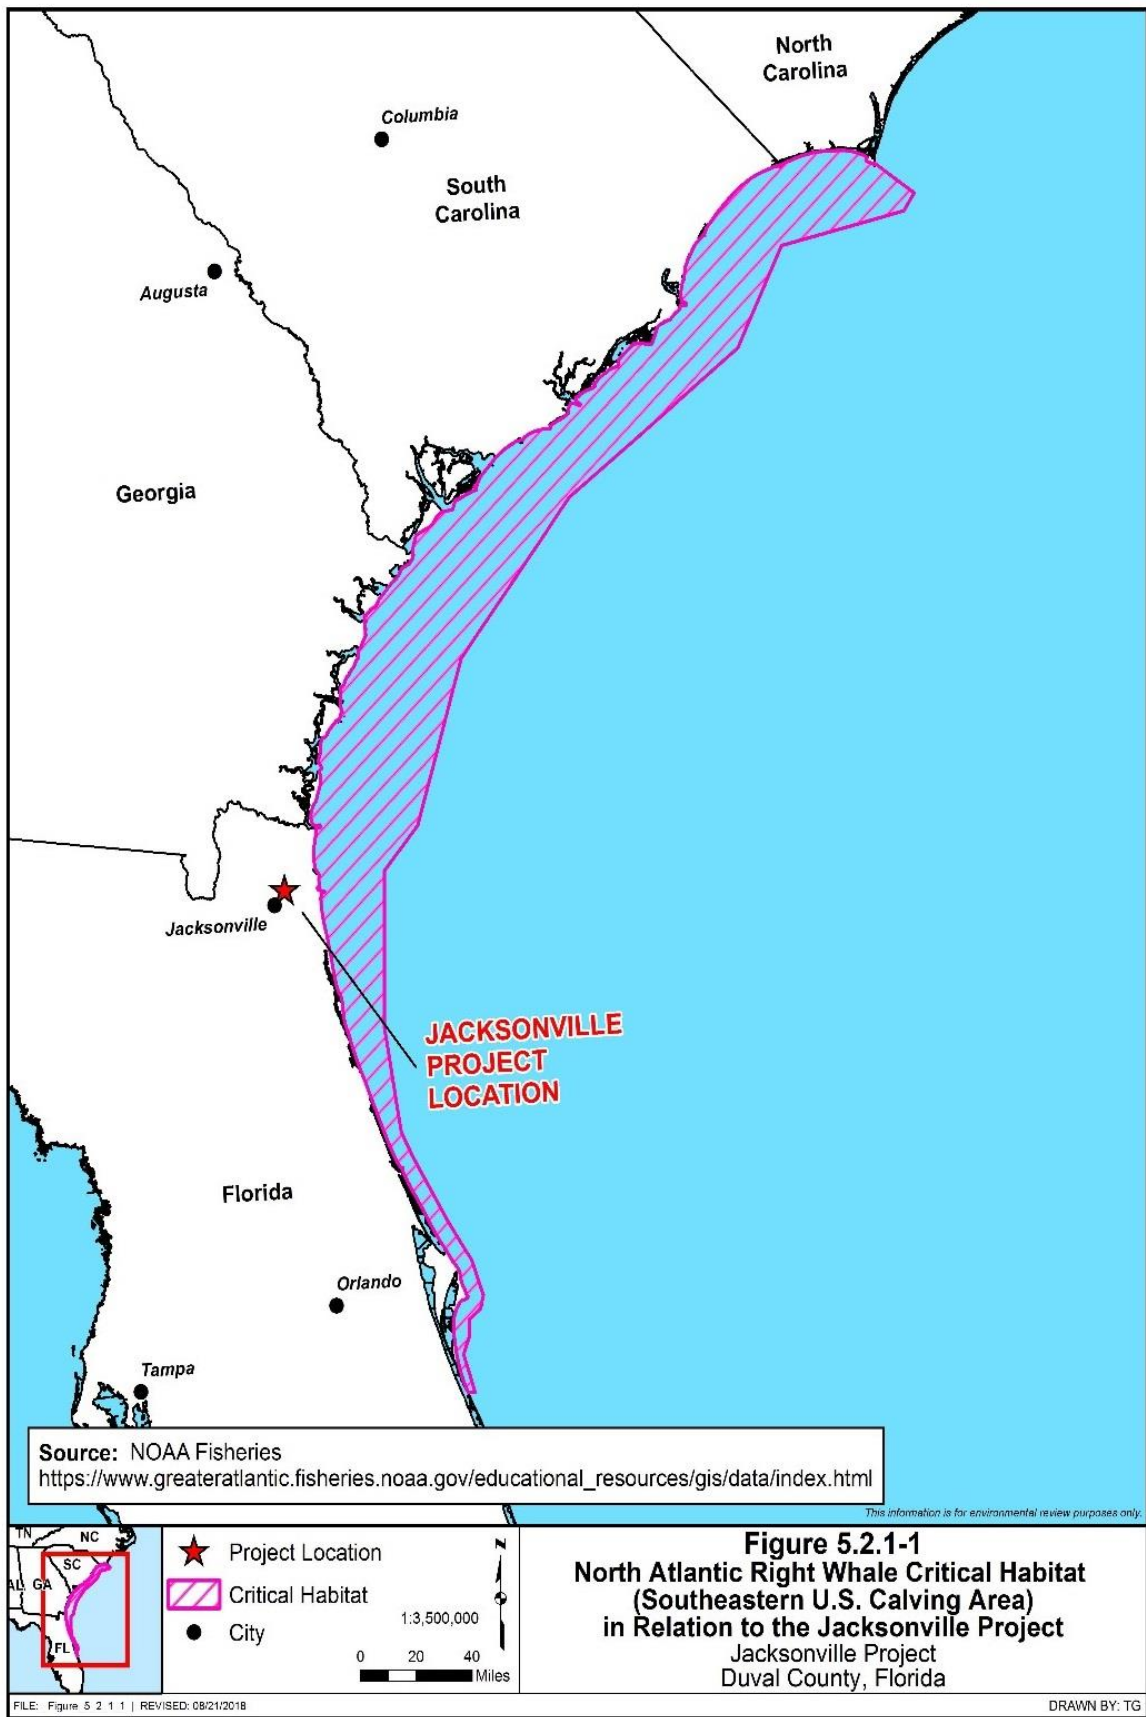 North
Carolina
Columbia
South
Carolina
Augusta
Georgia
Jacksonville
JACKSONVILLE
PROJECT
LOCATION
Florida
Orlando
Tampa
Source: NOAA Fisheries
https://www.greateratlantic.fisheries.noaa.gov/educational_resources/gis/data/index.html
This information is for environmental review purposes only.
TN
NC
SC
AL
GA
FL
Project Location
Critical Habitat
City
N
1:3,500,000
0 20 40
Miles
Figure 5.2.1-1
North Atlantic Right Whale Critical Habitat
(Southeastern U.S. Calving Area)
in Relation to the Jacksonville Project
Jacksonville Project
Duval County, Florida
FILE: Figure 5 2 1 1 | REVISED: 08/21/2018
DRAWN BY: TG